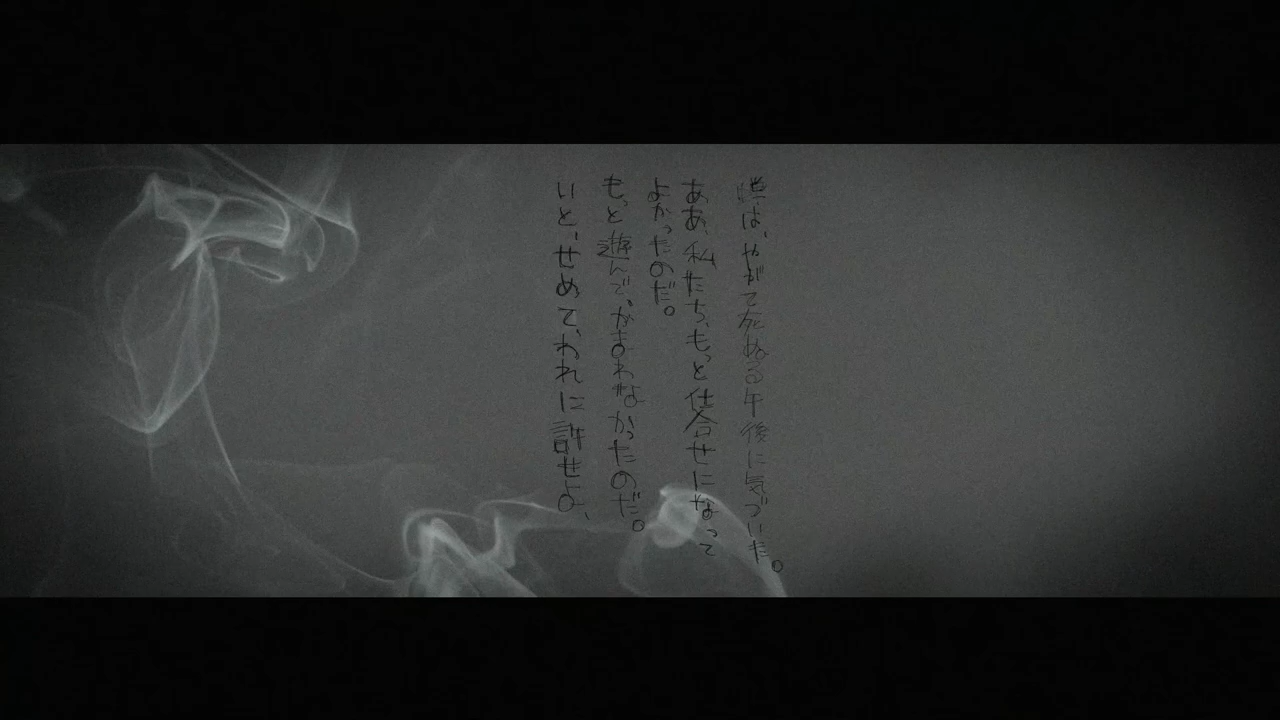 蝉は、やがて死ぬる午後に気づいた。
ああ、私たち、もっと仕合せになって
よかったのだ。
もっと遊んで、かまわなかったのだ。
いと、せめて、われに許せよ、